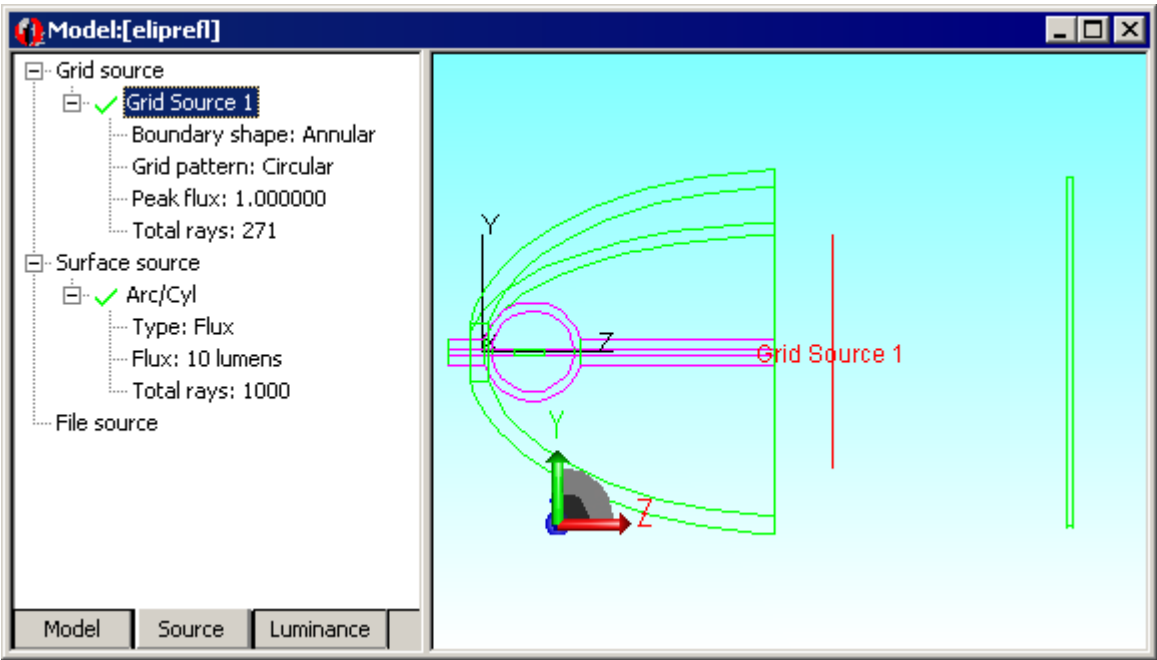 Model:[eliprefl]
Grid source
Grid Source 1
Boundary shape: Annular
Grid pattern: Circular
Peak flux: 1.000000
Total rays: 271
Surface source
Arc/Cyl
Type: Flux
Flux: 10 lumens
Total rays: 1000
File source
Model
Source
Luminance
Y
X
Z
Grid Source 1
Y
Z